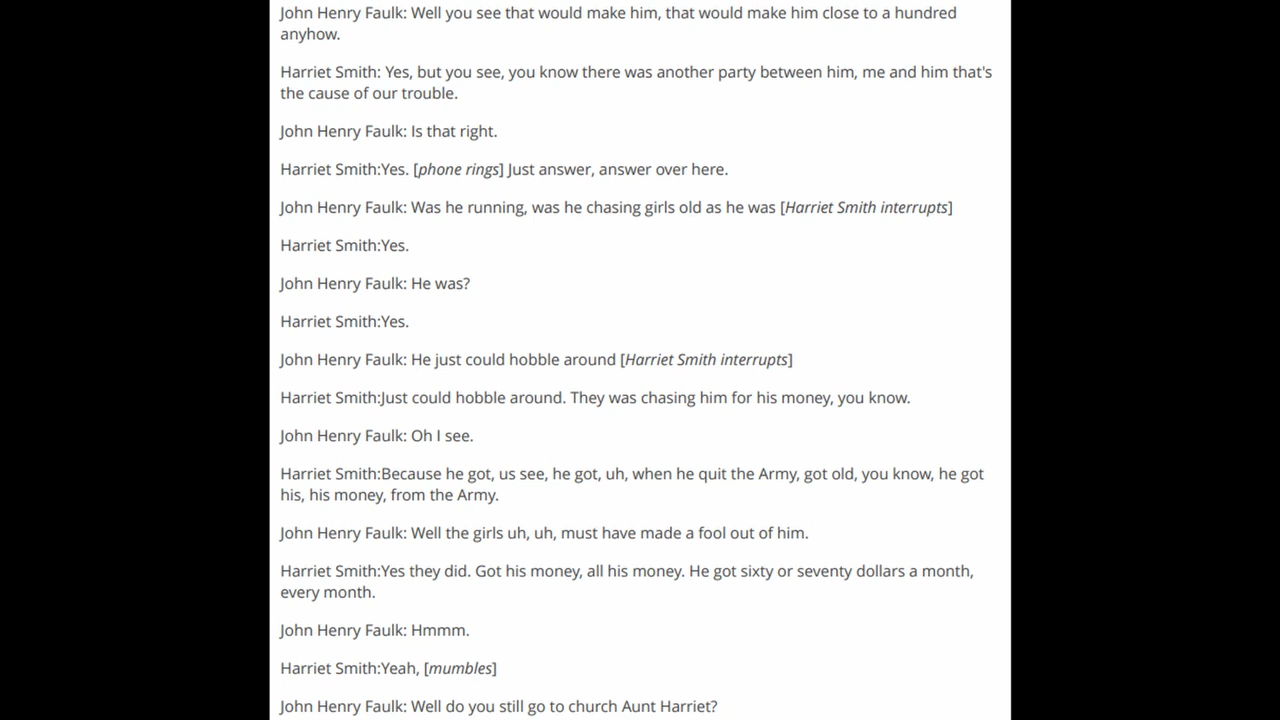 John Henry Faulk: Well you see that would make him, that would make him close to a hundred
anyhow.
Harriet Smith: Yes, but you see, you know there was another party between him, me and him that's
the cause of our trouble.
John Henry Faulk: Is that right.
Harriet Smith:Yes. [phone rings] Just answer, answer over here.
John Henry Faulk: Was he running, was he chasing girls old as he was [Harriet Smith interrupts]
Harriet Smith:Yes.
John Henry Faulk: He was?
Harriet Smith:Yes.
John Henry Faulk: He just could hobble around [Harriet Smith interrupts]
Harriet Smith:Just could hobble around. They was chasing him for his money, you know.
John Henry Faulk: Oh I see.
Harriet Smith:Because he got, us see, he got, uh, when he quit the Army, got old, you know, he got
his, his money, from the Army.
John Henry Faulk: Well the girls uh, uh, must have made a fool out of him.
Harriet Smith:Yes they did. Got his money, all his money. He got sixty or seventy dollars a month,
every month.
John Henry Faulk: Hmmm.
Harriet Smith:Yeah, [mumbles]
John Henry Faulk: Well do you still go to church Aunt Harriet?